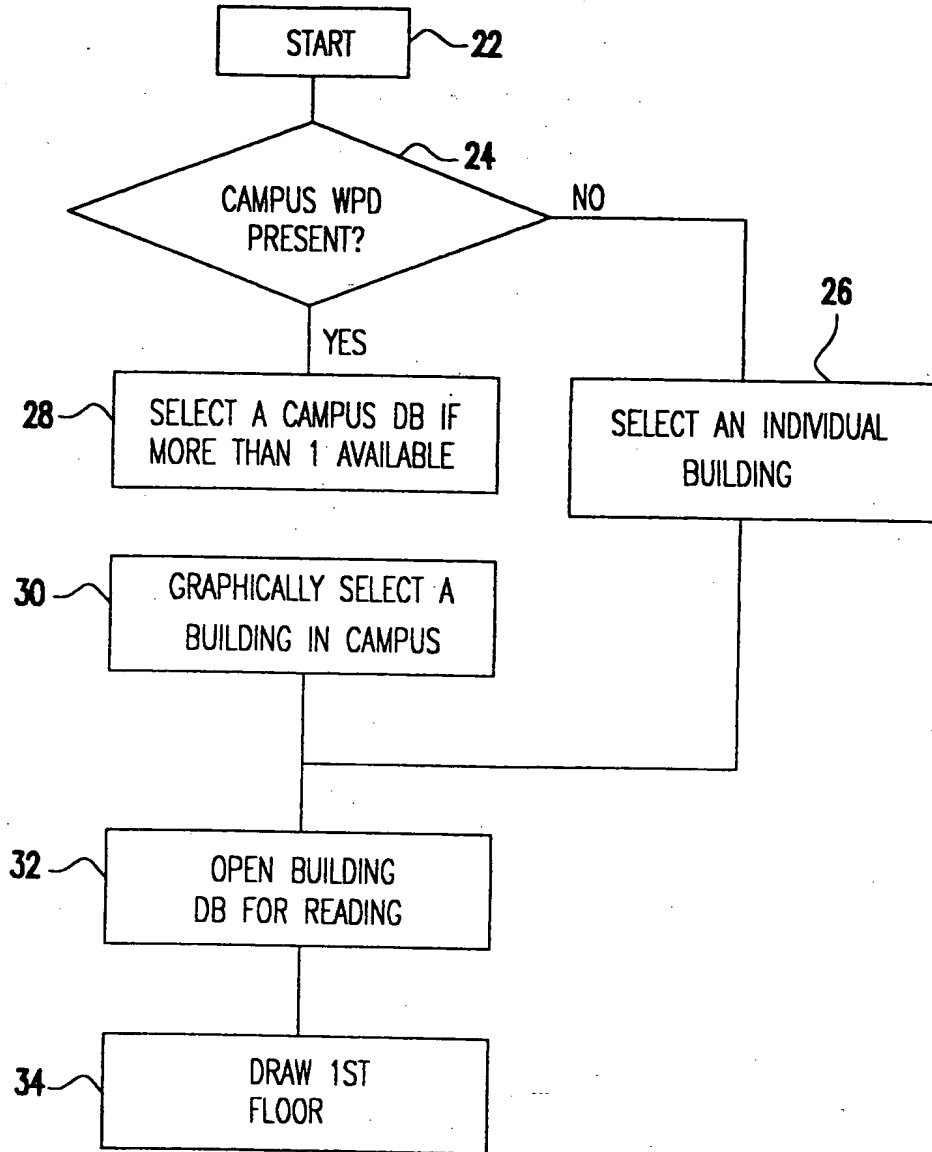 START
22
24
CAMPUS WPD
PRESENT?
NO
YES
26
28
SELECT A CAMPUS DB IF
MORE THAN 1 AVAILABLE
SELECT AN INDIVIDUAL
BUILDING
30
GRAPHICALLY SELECT A
BUILDING IN CAMPUS
32
OPEN BUILDING
DB FOR READING
34
DRAW 1ST
FLOOR